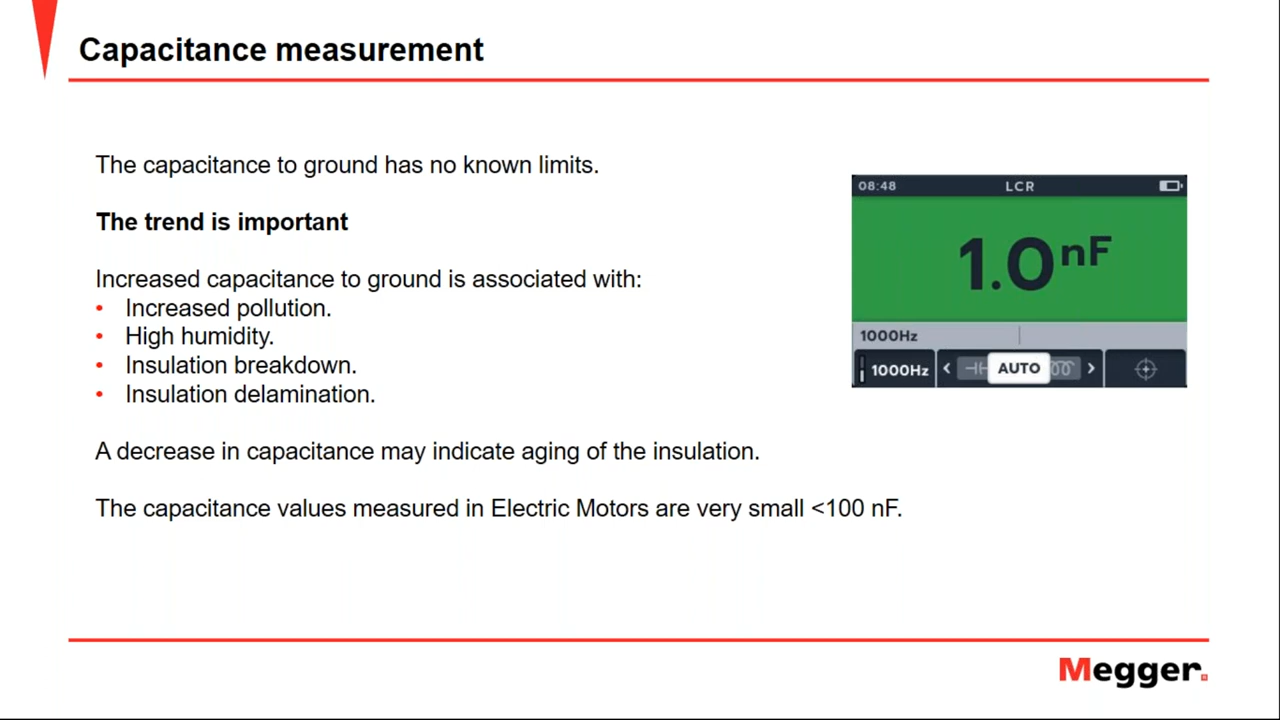 Capacitance measurement
The capacitance to ground has no known limits.
The trend is important
Increased capacitance to ground is associated with:
• Increased pollution.
• High humidity.
• Insulation breakdown.
• Insulation delamination.
A decrease in capacitance may indicate aging of the insulation.
The capacitance values measured in Electric Motors are very small <100 nF.
08:48 LCR
1.0 nF
1000Hz
1000Hz < AUTO >
Megger.